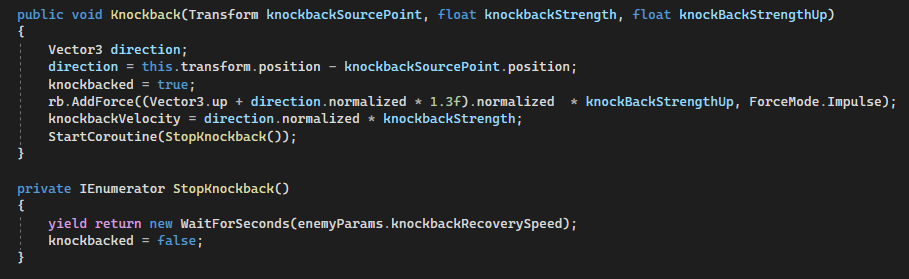 public void Knockback(Transform knockbackSourcePoint, float knockbackStrength, float knockBackStrengthUp)
{
    Vector3 direction;
    direction = this.transform.position - knockbackSourcePoint.position;
    knockbacked = true;
    rb.AddForce((Vector3.up + direction.normalized * 1.3f).normalized  * knockBackStrengthUp, ForceMode.Impulse);
    knockbackVelocity = direction.normalized * knockbackStrength;
    StartCoroutine(StopKnockback());
}

private IEnumerator StopKnockback()
{
    yield return new WaitForSeconds(enemyParams.knockbackRecoverySpeed);
    knockbacked = false;
}